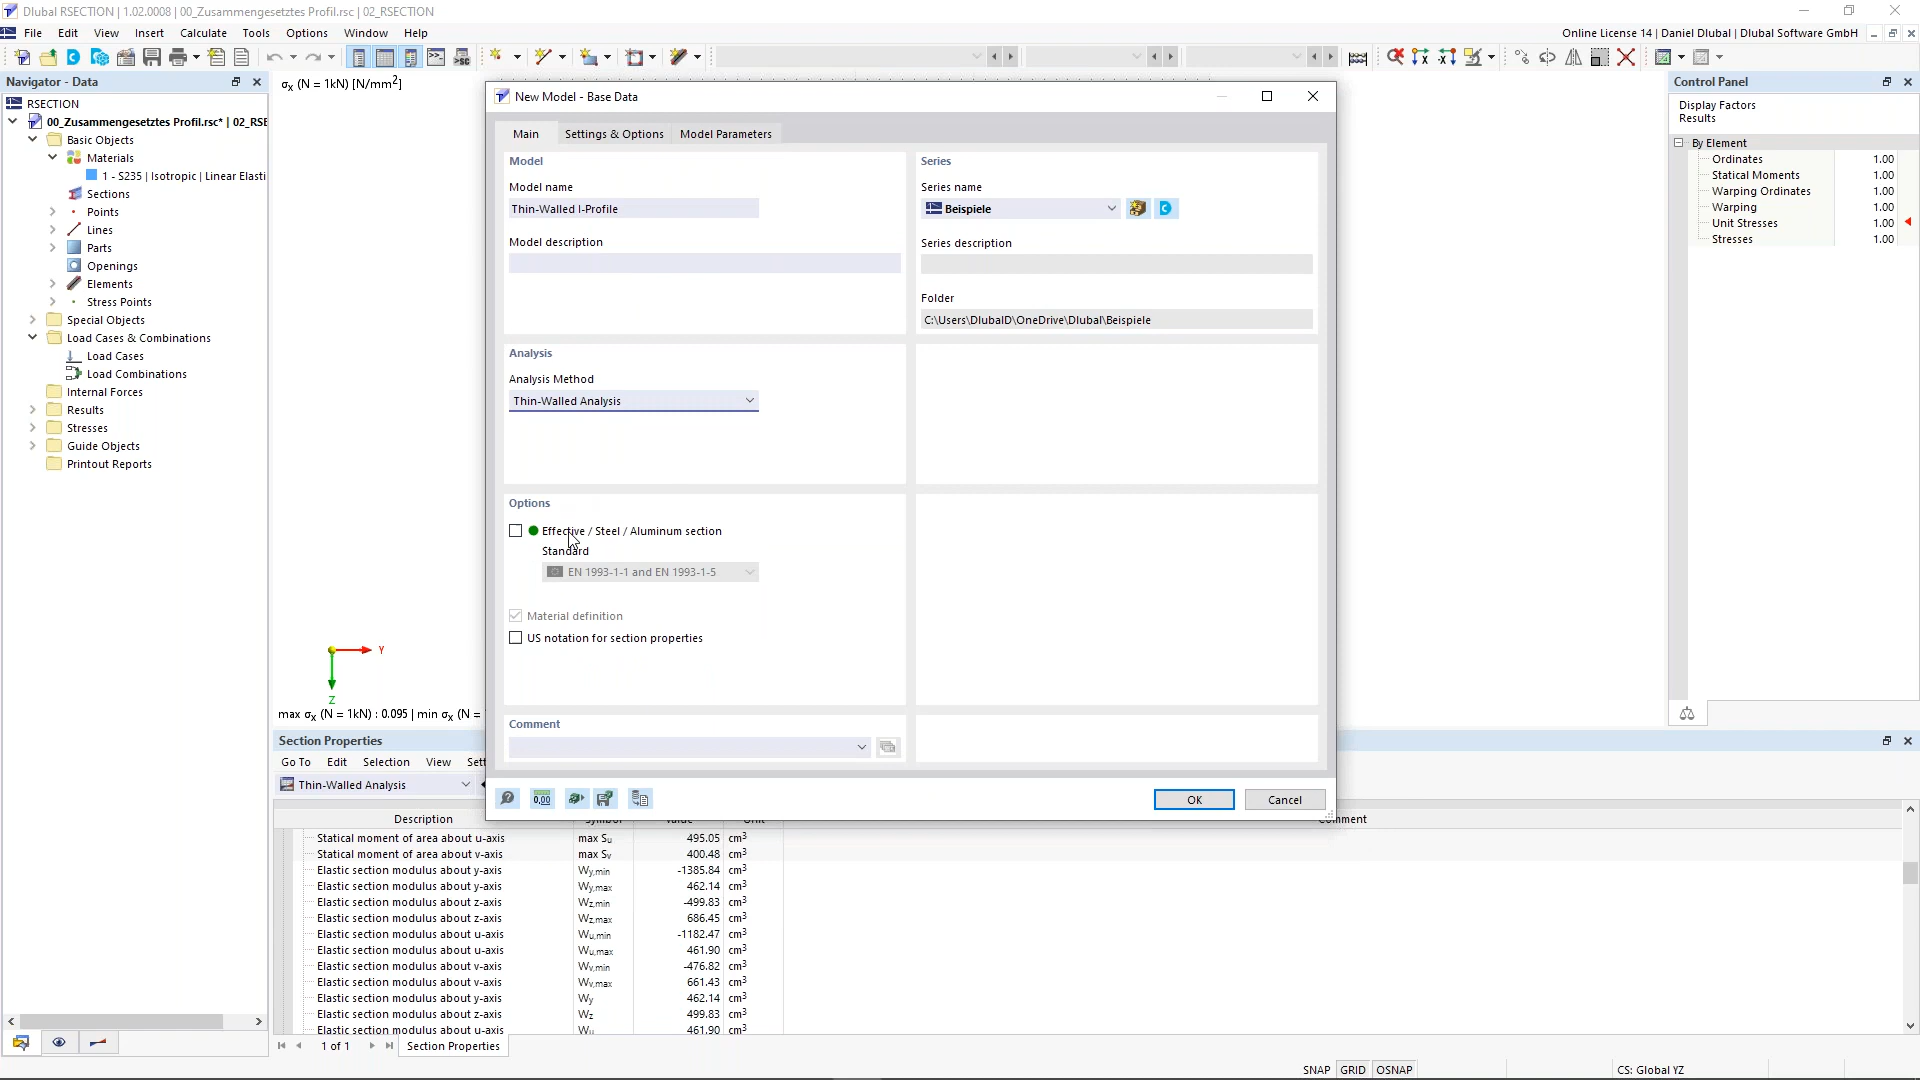 Dlubal RSECTION | 1.02.0008 | 00_Zusammengesetztes Profil.rsc | 02_RSECTION
File Edit View Insert Calculate Tools Options Window Help
Online License 14 | Daniel Dlubal | Dlubal Software GmbH
Navigator - Data
RSECTION
00_Zusammengesetztes Profil.rsc* | 02_RSE
Basic Objects
Materials
1 - S235 | Isotropic | Linear Elasti
Sections
Points
Lines
Parts
Openings
Elements
Stress Points
Special Objects
Load Cases & Combinations
Load Cases
Load Combinations
Internal Forces
Results
Stresses
Guide Objects
Printout Reports
σx (N = 1kN) [N/mm2]
Y
Z
max σx (N = 1kN) : 0.095 | min σx (N =
New Model - Base Data
Main Settings & Options Model Parameters
Model
Model name
Thin-Walled I-Profile
Model description
Analysis
Analysis Method
Thin-Walled Analysis
Options
Effective / Steel / Aluminum section
Standard
EN 1993-1-1 and EN 1993-1-5
Material definition
US notation for section properties
Comment
Series
Series name
Beispiele
Series description
Folder
C:\Users\DlubalD\OneDrive\Dlubal\Beispiele
0,00
OK Cancel
Control Panel
Display Factors
Results
By Element
Ordinates 1.00
Statical Moments 1.00
Warping Ordinates 1.00
Warping 1.00
Unit Stresses 1.00
Stresses 1.00
Section Properties
Go To Edit Selection View Sett
Thin-Walled Analysis
Description Symbol Value Unit Comment
Statical moment of area about u-axis max Su 495.05 cm3
Statical moment of area about v-axis max Sv 400.48 cm3
Elastic section modulus about y-axis Wy,min -1385.84 cm3
Elastic section modulus about y-axis Wy,max 462.14 cm3
Elastic section modulus about z-axis Wz,min -499.83 cm3
Elastic section modulus about z-axis Wz,max 686.45 cm3
Elastic section modulus about u-axis Wu,min -1182.47 cm3
Elastic section modulus about u-axis Wu,max 461.90 cm3
Elastic section modulus about v-axis Wv,min -476.82 cm3
Elastic section modulus about v-axis Wv,max 661.43 cm3
Elastic section modulus about y-axis Wy 462.14 cm3
Elastic section modulus about z-axis Wz 499.83 cm3
Elastic section modulus about u-axis Wu 461.90 cm3
1 of 1 Section Properties
SNAP GRID OSNAP CS: Global YZ